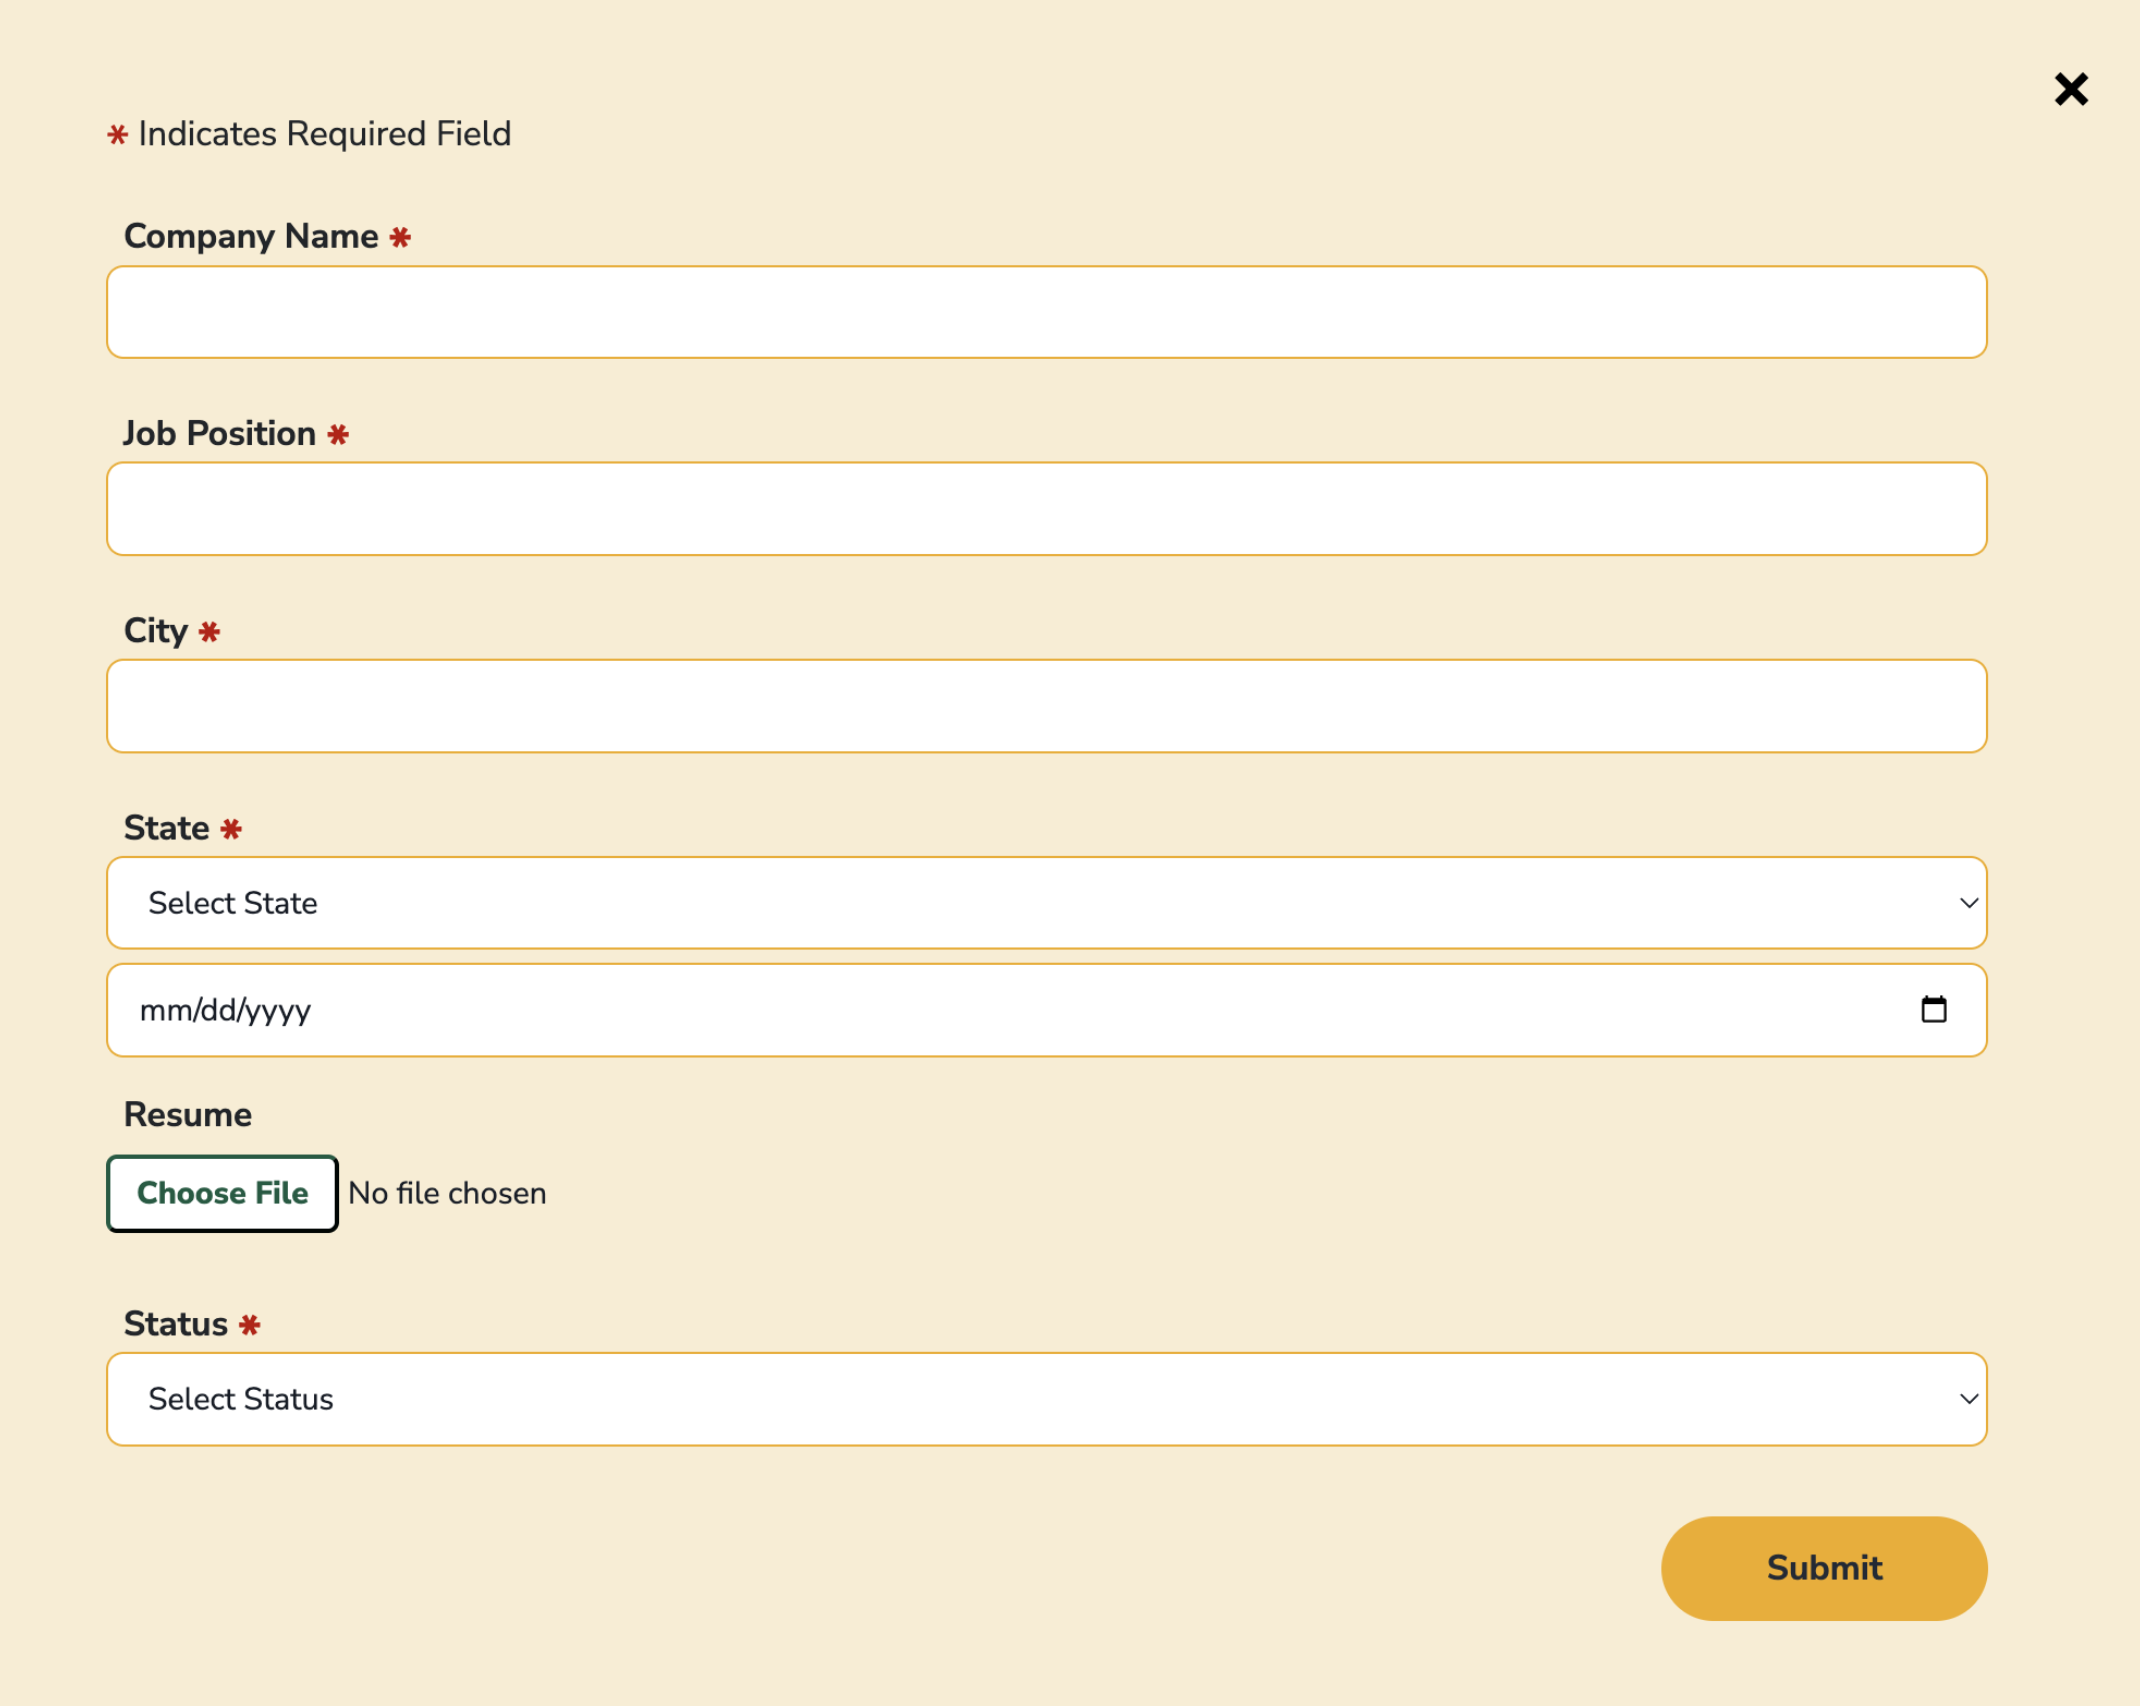 * Indicates Required Field
Company Name *
Job Position *
City *
State *
Select State
mm/dd/yyyy
Resume
Choose File No file chosen
Status *
Select Status
Submit